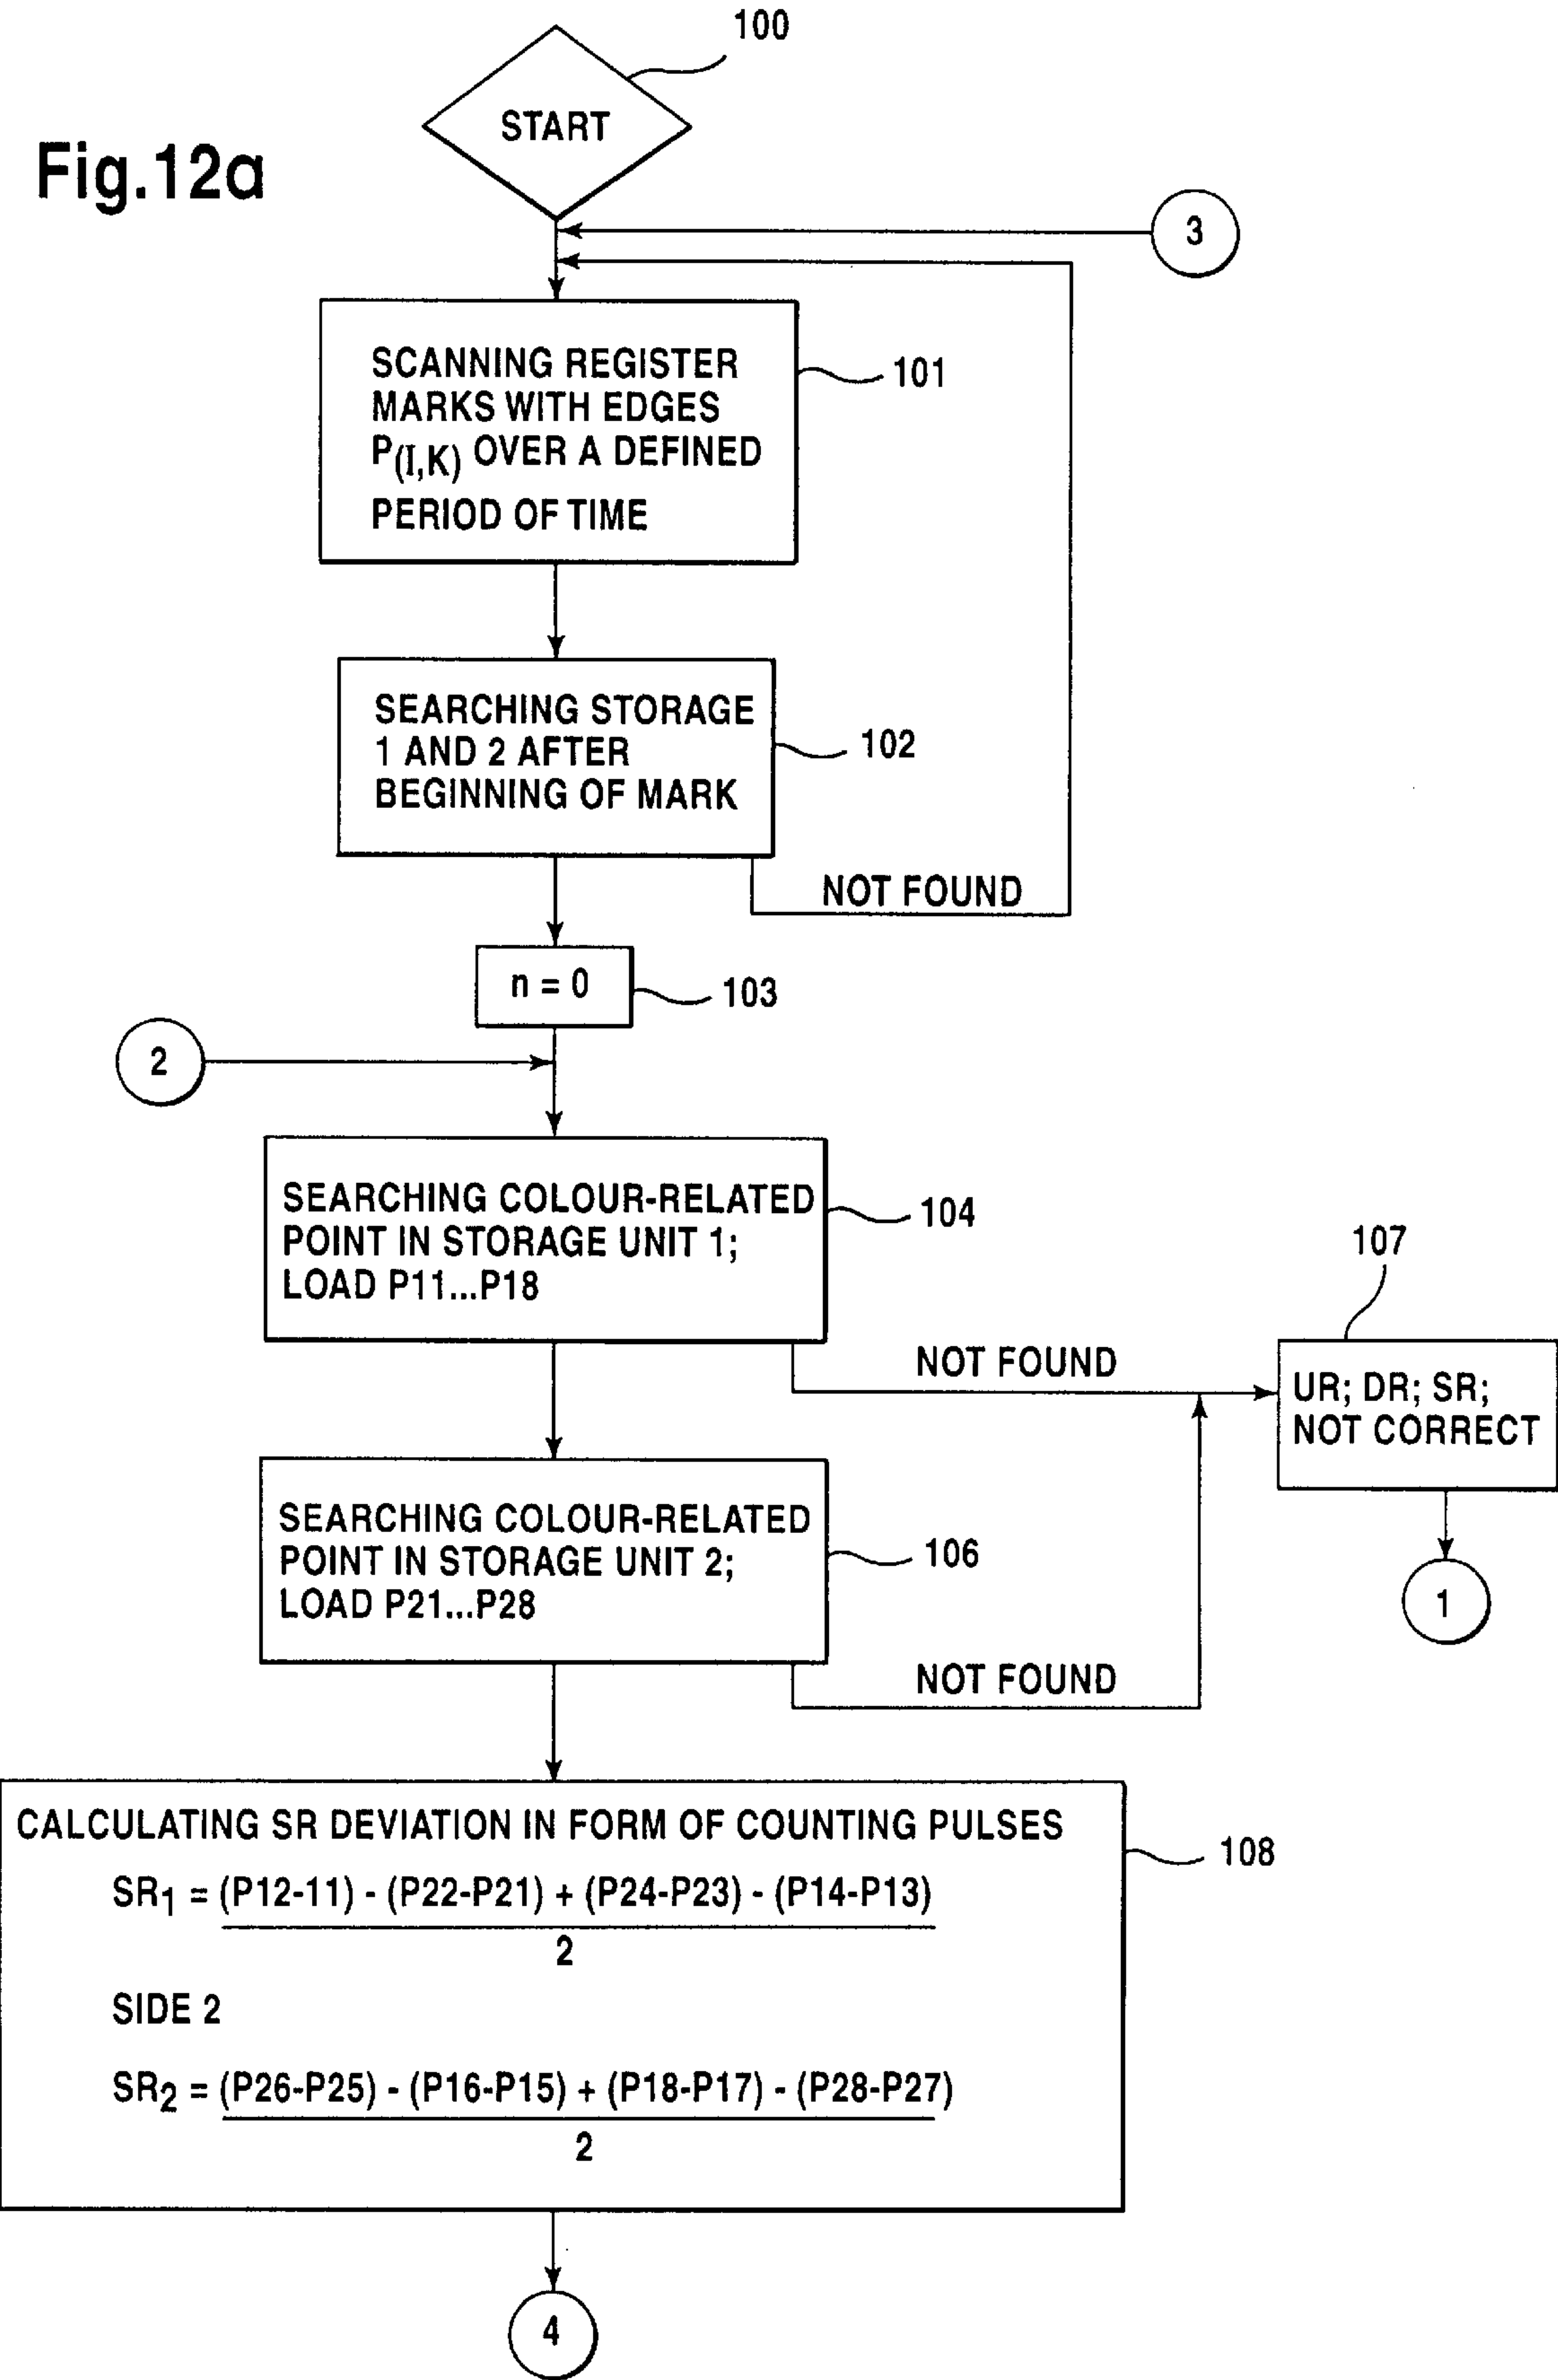 Fig.12a
100
START
3
SCANNING REGISTER
MARKS WITH EDGES
P(I,K) OVER A DEFINED
PERIOD OF TIME
101
SEARCHING STORAGE
1 AND 2 AFTER
BEGINNING OF MARK
102
NOT FOUND
n = 0
103
2
SEARCHING COLOUR-RELATED
POINT IN STORAGE UNIT 1;
LOAD P11...P18
104
NOT FOUND
107
UR; DR; SR;
NOT CORRECT
1
SEARCHING COLOUR-RELATED
POINT IN STORAGE UNIT 2;
LOAD P21...P28
106
NOT FOUND
CALCULATING SR DEVIATION IN FORM OF COUNTING PULSES
108
SR1 = (P12-11) - (P22-P21) + (P24-P23) - (P14-P13)
2
SIDE 2
SR2 = (P26-P25) - (P16-P15) + (P18-P17) - (P28-P27)
2
4